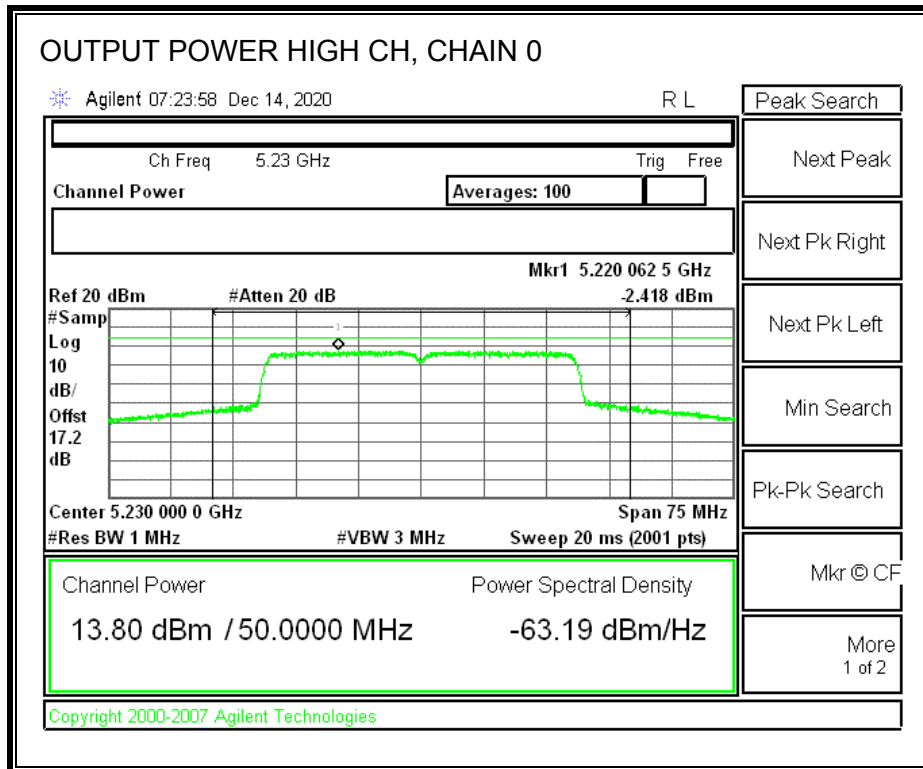 OUTPUT POWER HIGH CH, CHAIN 0
Agilent 07:23:58 Dec 14, 2020 R L
Peak Search
Ch Freq 5.23 GHz Trig Free
Channel Power Averages: 100
Mkr1 5.220 062 5 GHz
Ref 20 dBm #Atten 20 dB -2.418 dBm
#Samp
Log
10
dB/
Offst
17.2
dB
1
Center 5.230 000 0 GHz Span 75 MHz
#Res BW 1 MHz #VBW 3 MHz Sweep 20 ms (2001 pts)
Channel Power Power Spectral Density
13.80 dBm / 50.0000 MHz -63.19 dBm/Hz
Next Peak
Next Pk Right
Next Pk Left
Min Search
Pk-Pk Search
Mkr © CF
More
1 of 2
Copyright 2000-2007 Agilent Technologies